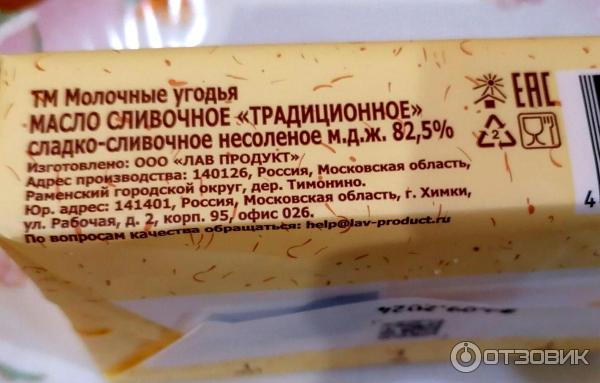 ТМ Молочные угодья
МАСЛО СЛИВОЧНОЕ «ТРАДИЦИОННОЕ»
сладко-сливочное несоленое м.д.ж. 82,5%
Изготовлено: ООО «ЛАВ ПРОДУКТ»
Адрес производства: 140126, Россия, Московская область,
Раменский городской округ, дер. Тимонино.
Юр. адрес: 141401, Россия, Московская область, г. Химки,
ул. Рабочая, д. 2, корп. 95, офис 026.
По вопросам качества обращаться: help@lav-product.ru
EAC
2
4
ОТЗОВИК